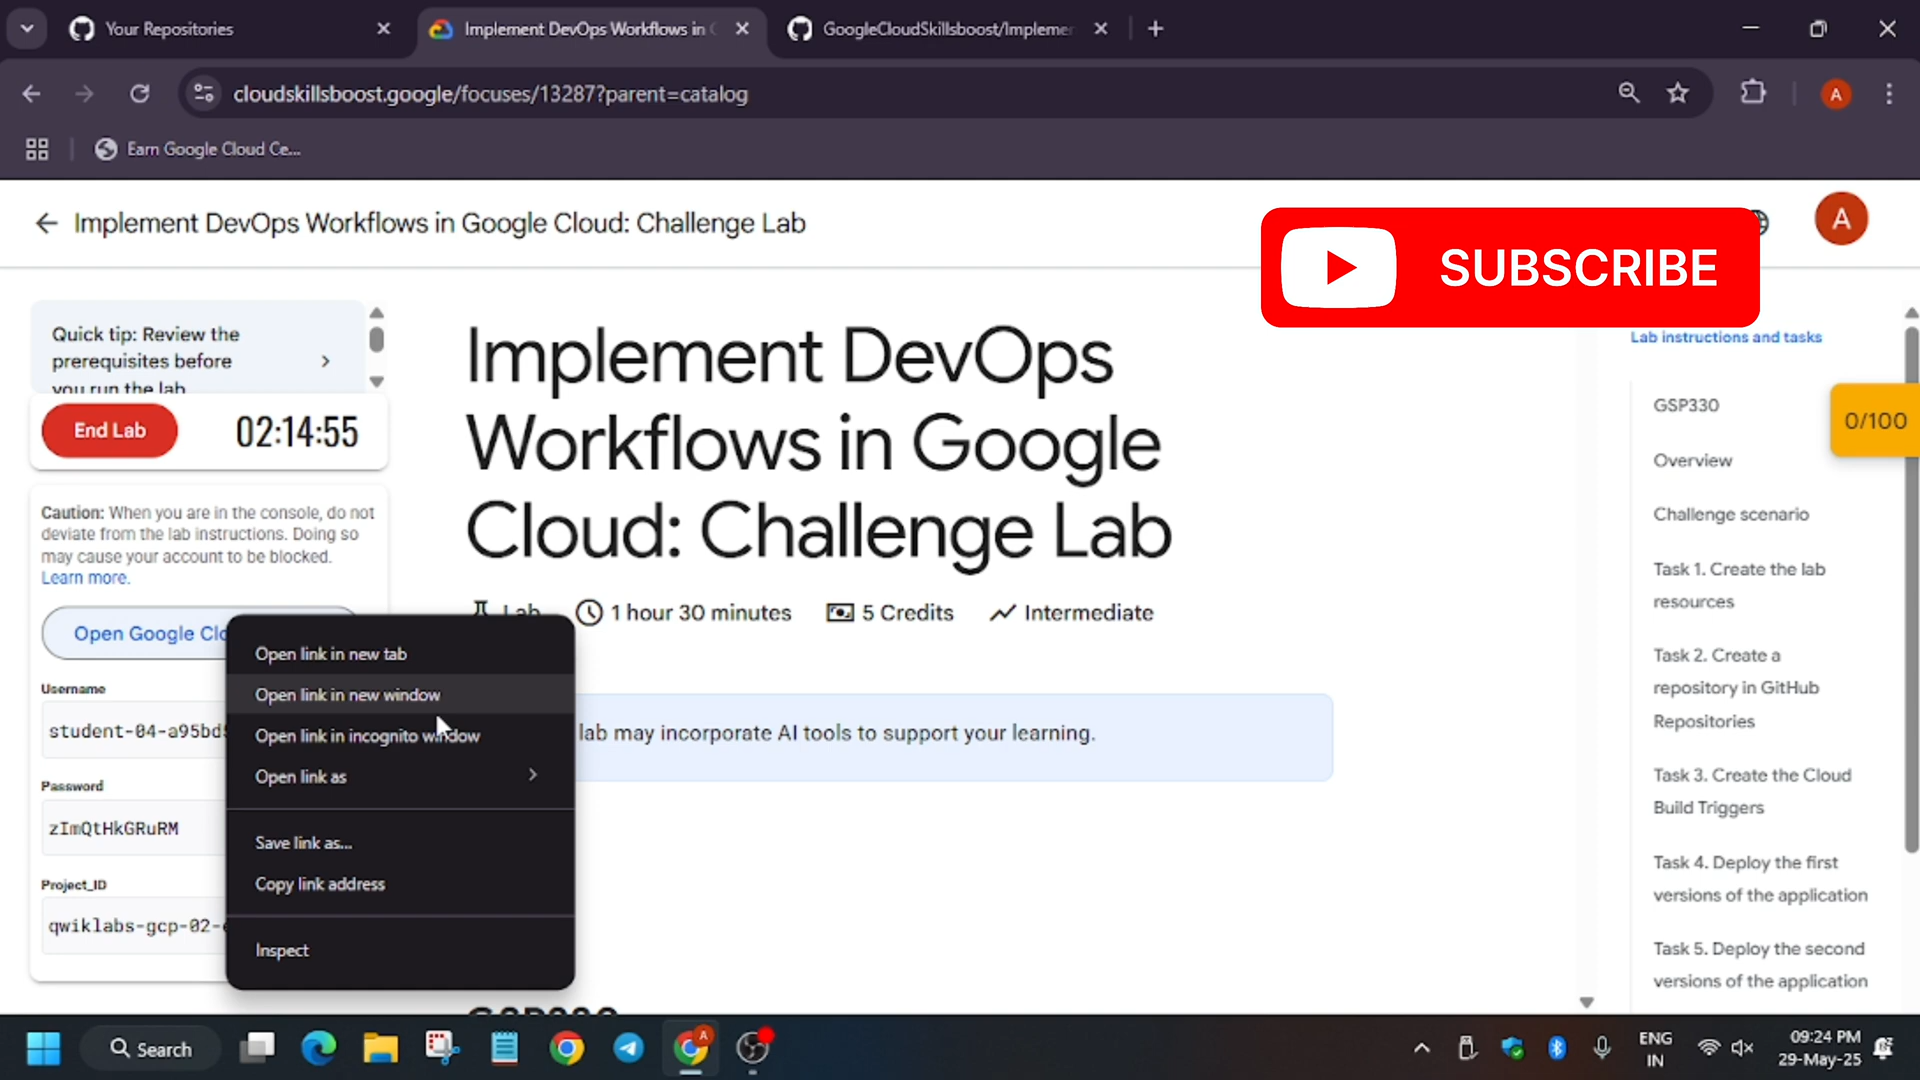 Your Repositories
Implement DevOps Workflows in
GoogleCloudSkillsboost/Implemen
cloudskillsboost.google/focuses/13287?parent=catalog
A
Earn Google Cloud Ce...
Implement DevOps Workflows in Google Cloud: Challenge Lab
SUBSCRIBE
A
Quick tip: Review the
prerequisites before
you run the lab
End Lab
02:14:55
Caution: When you are in the console, do not
deviate from the lab instructions. Doing so
may cause your account to be blocked.
Learn more.
Open Google Clo
Username
student-04-a95bd
Password
zImQtHkGRuRM
Project_ID
qwiklabs-gcp-02-
Open link in new tab
Open link in new window
Open link in incognito window
Open link as
Save link as...
Copy link address
Inspect
Implement DevOps
Workflows in Google
Cloud: Challenge Lab
Lab
1 hour 30 minutes
5 Credits
Intermediate
lab may incorporate AI tools to support your learning.
GSP330
Lab instructions and tasks
GSP330
0/100
Overview
Challenge scenario
Task 1. Create the lab
resources
Task 2. Create a
repository in GitHub
Repositories
Task 3. Create the Cloud
Build Triggers
Task 4. Deploy the first
versions of the application
Task 5. Deploy the second
versions of the application
Search
A
ENG
IN
09:24 PM
29-May-25